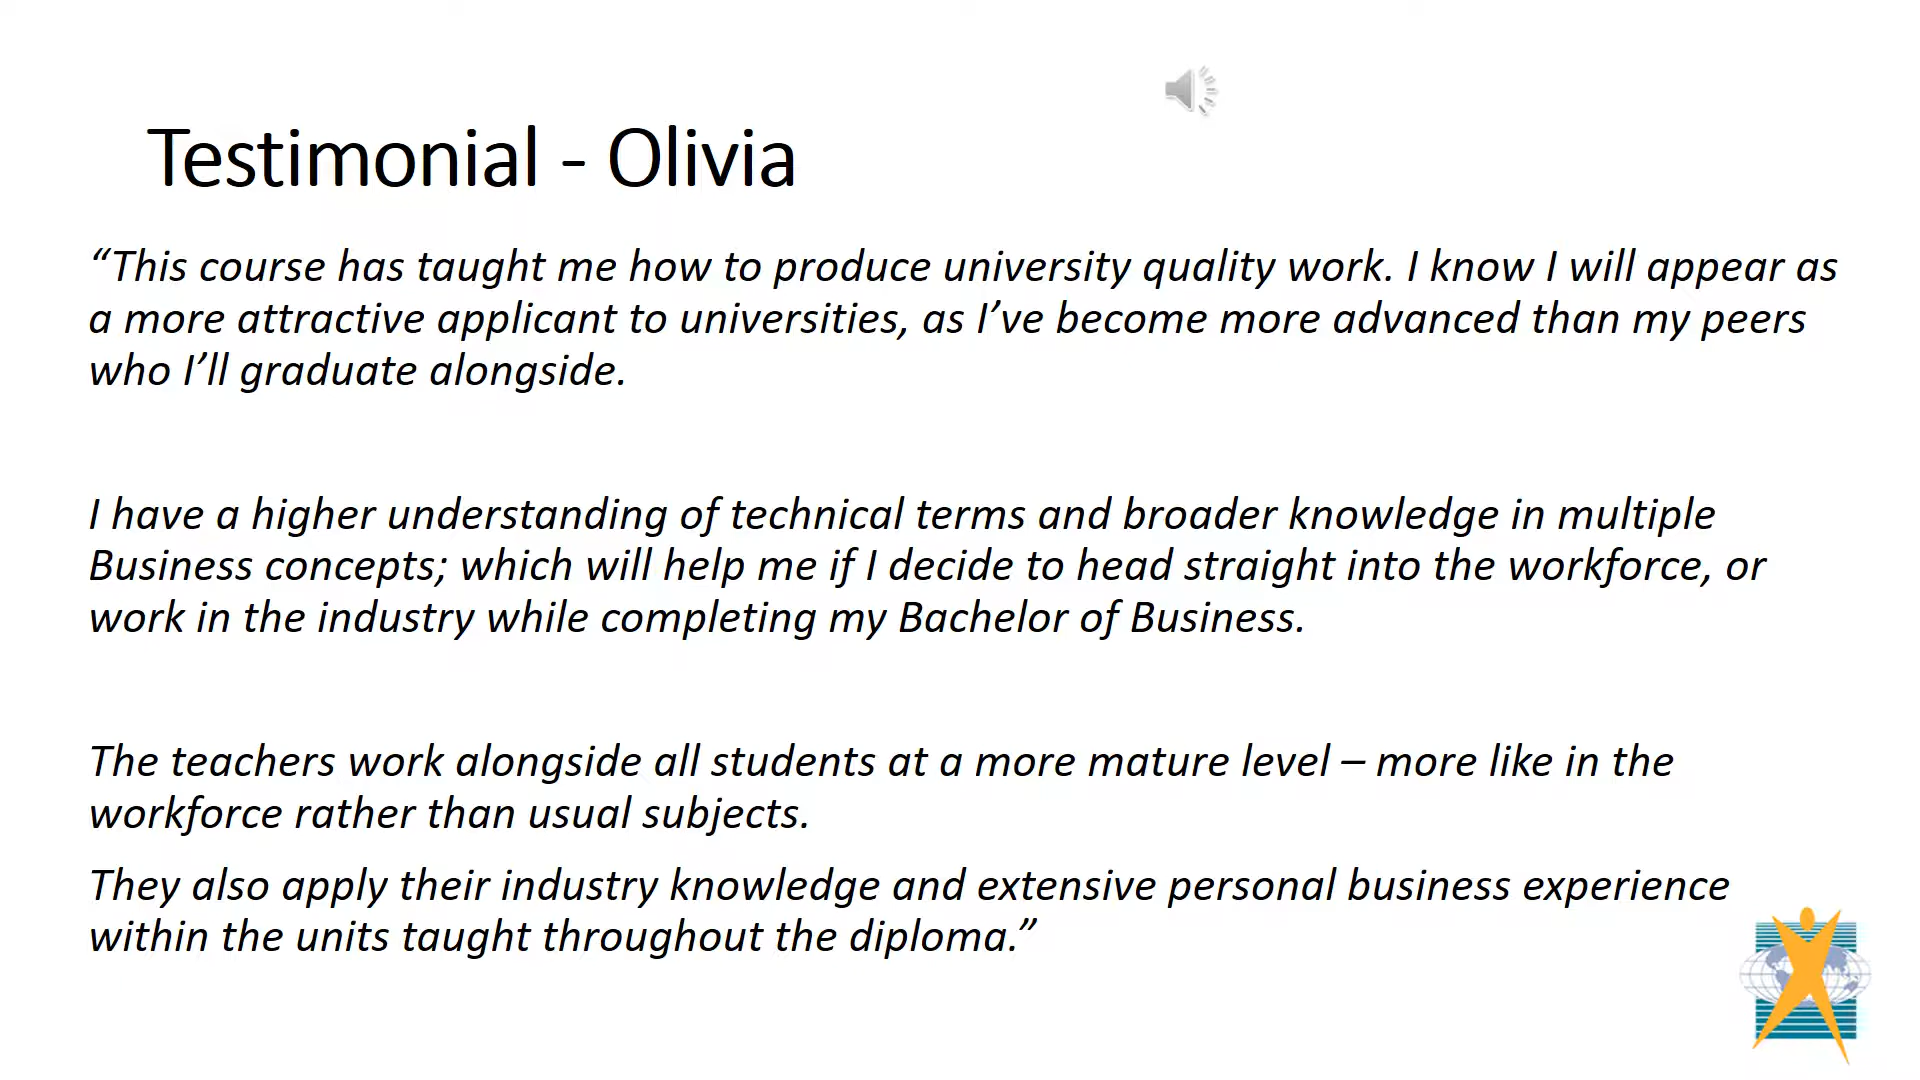 Testimonial - Olivia
“This course has taught me how to produce university quality work. I know I will appear as
a more attractive applicant to universities, as I’ve become more advanced than my peers
who I’ll graduate alongside.
I have a higher understanding of technical terms and broader knowledge in multiple
Business concepts; which will help me if I decide to head straight into the workforce, or
work in the industry while completing my Bachelor of Business.
The teachers work alongside all students at a more mature level – more like in the
workforce rather than usual subjects.
They also apply their industry knowledge and extensive personal business experience
within the units taught throughout the diploma.”